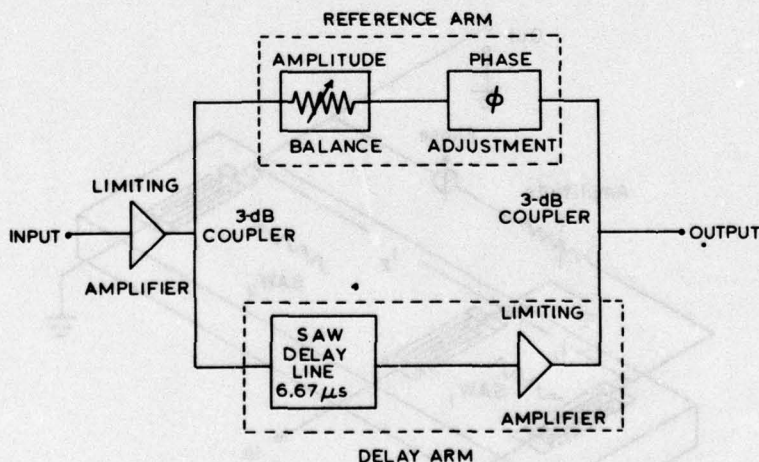 REFERENCE ARM
AMPLITUDE
PHASE
ϕ
BALANCE
ADJUSTMENT
LIMITING
3-dB
COUPLER
3-dB
COUPLER
INPUT
OUTPUT
AMPLIFIER
LIMITING
SAW
DELAY
LINE
6.67 μs
AMPLIFIER
DELAY ARM